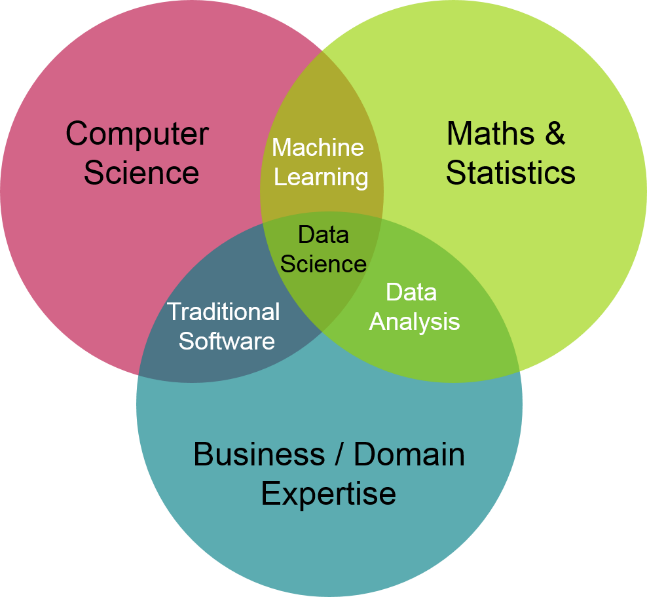 Computer
Science
Maths &
Statistics
Machine
Learning
Data
Science
Traditional
Software
Data
Analysis
Business / Domain
Expertise